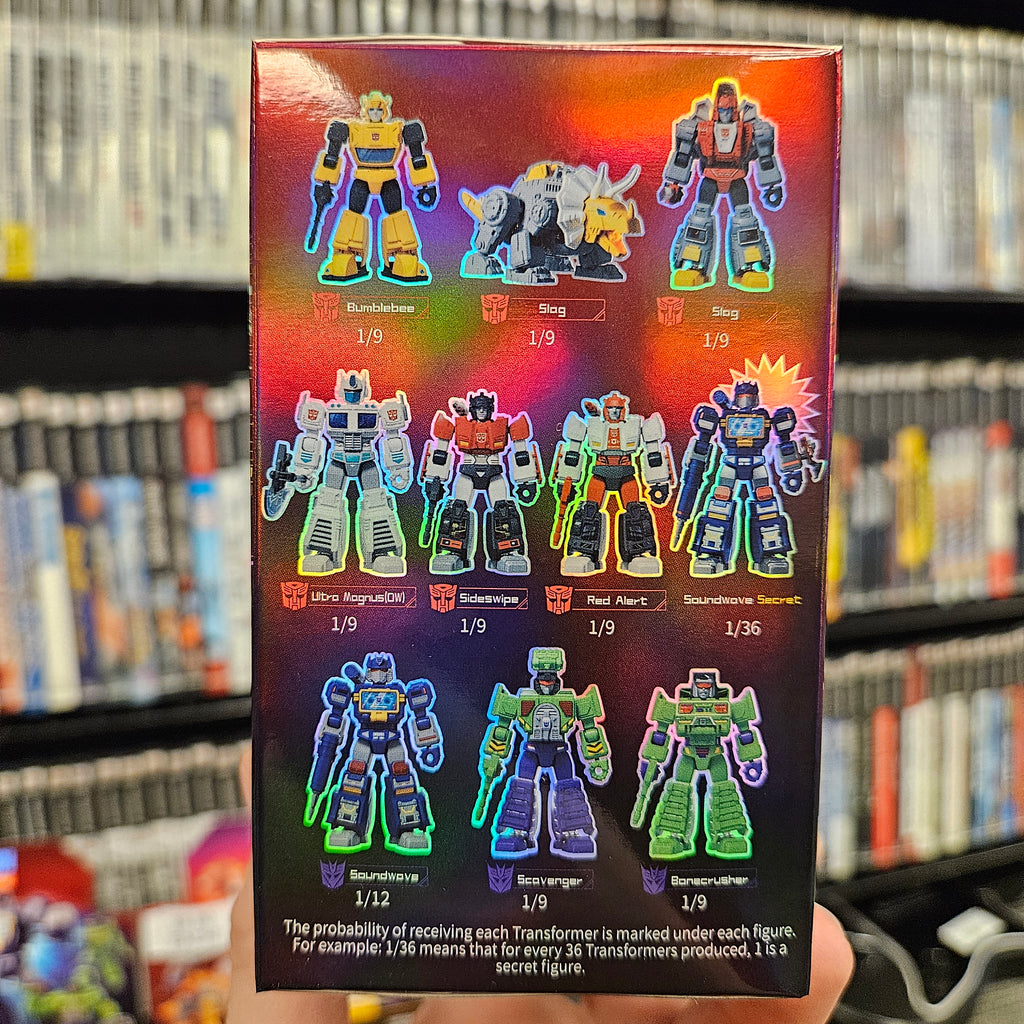 Bumblebee
Slag
Slag
1/9
1/9
1/9
Ultra Magnus(OW)
Sideswipe
Red Alert
Soundwave Secret
1/9
1/9
1/9
1/36
Soundwave
Scavenger
Bonecrusher
1/12
1/9
1/9
The probability of receiving each Transformer is marked under each figure.
For example: 1/36 means that for every 36 Transformers produced, 1 is a
secret figure.